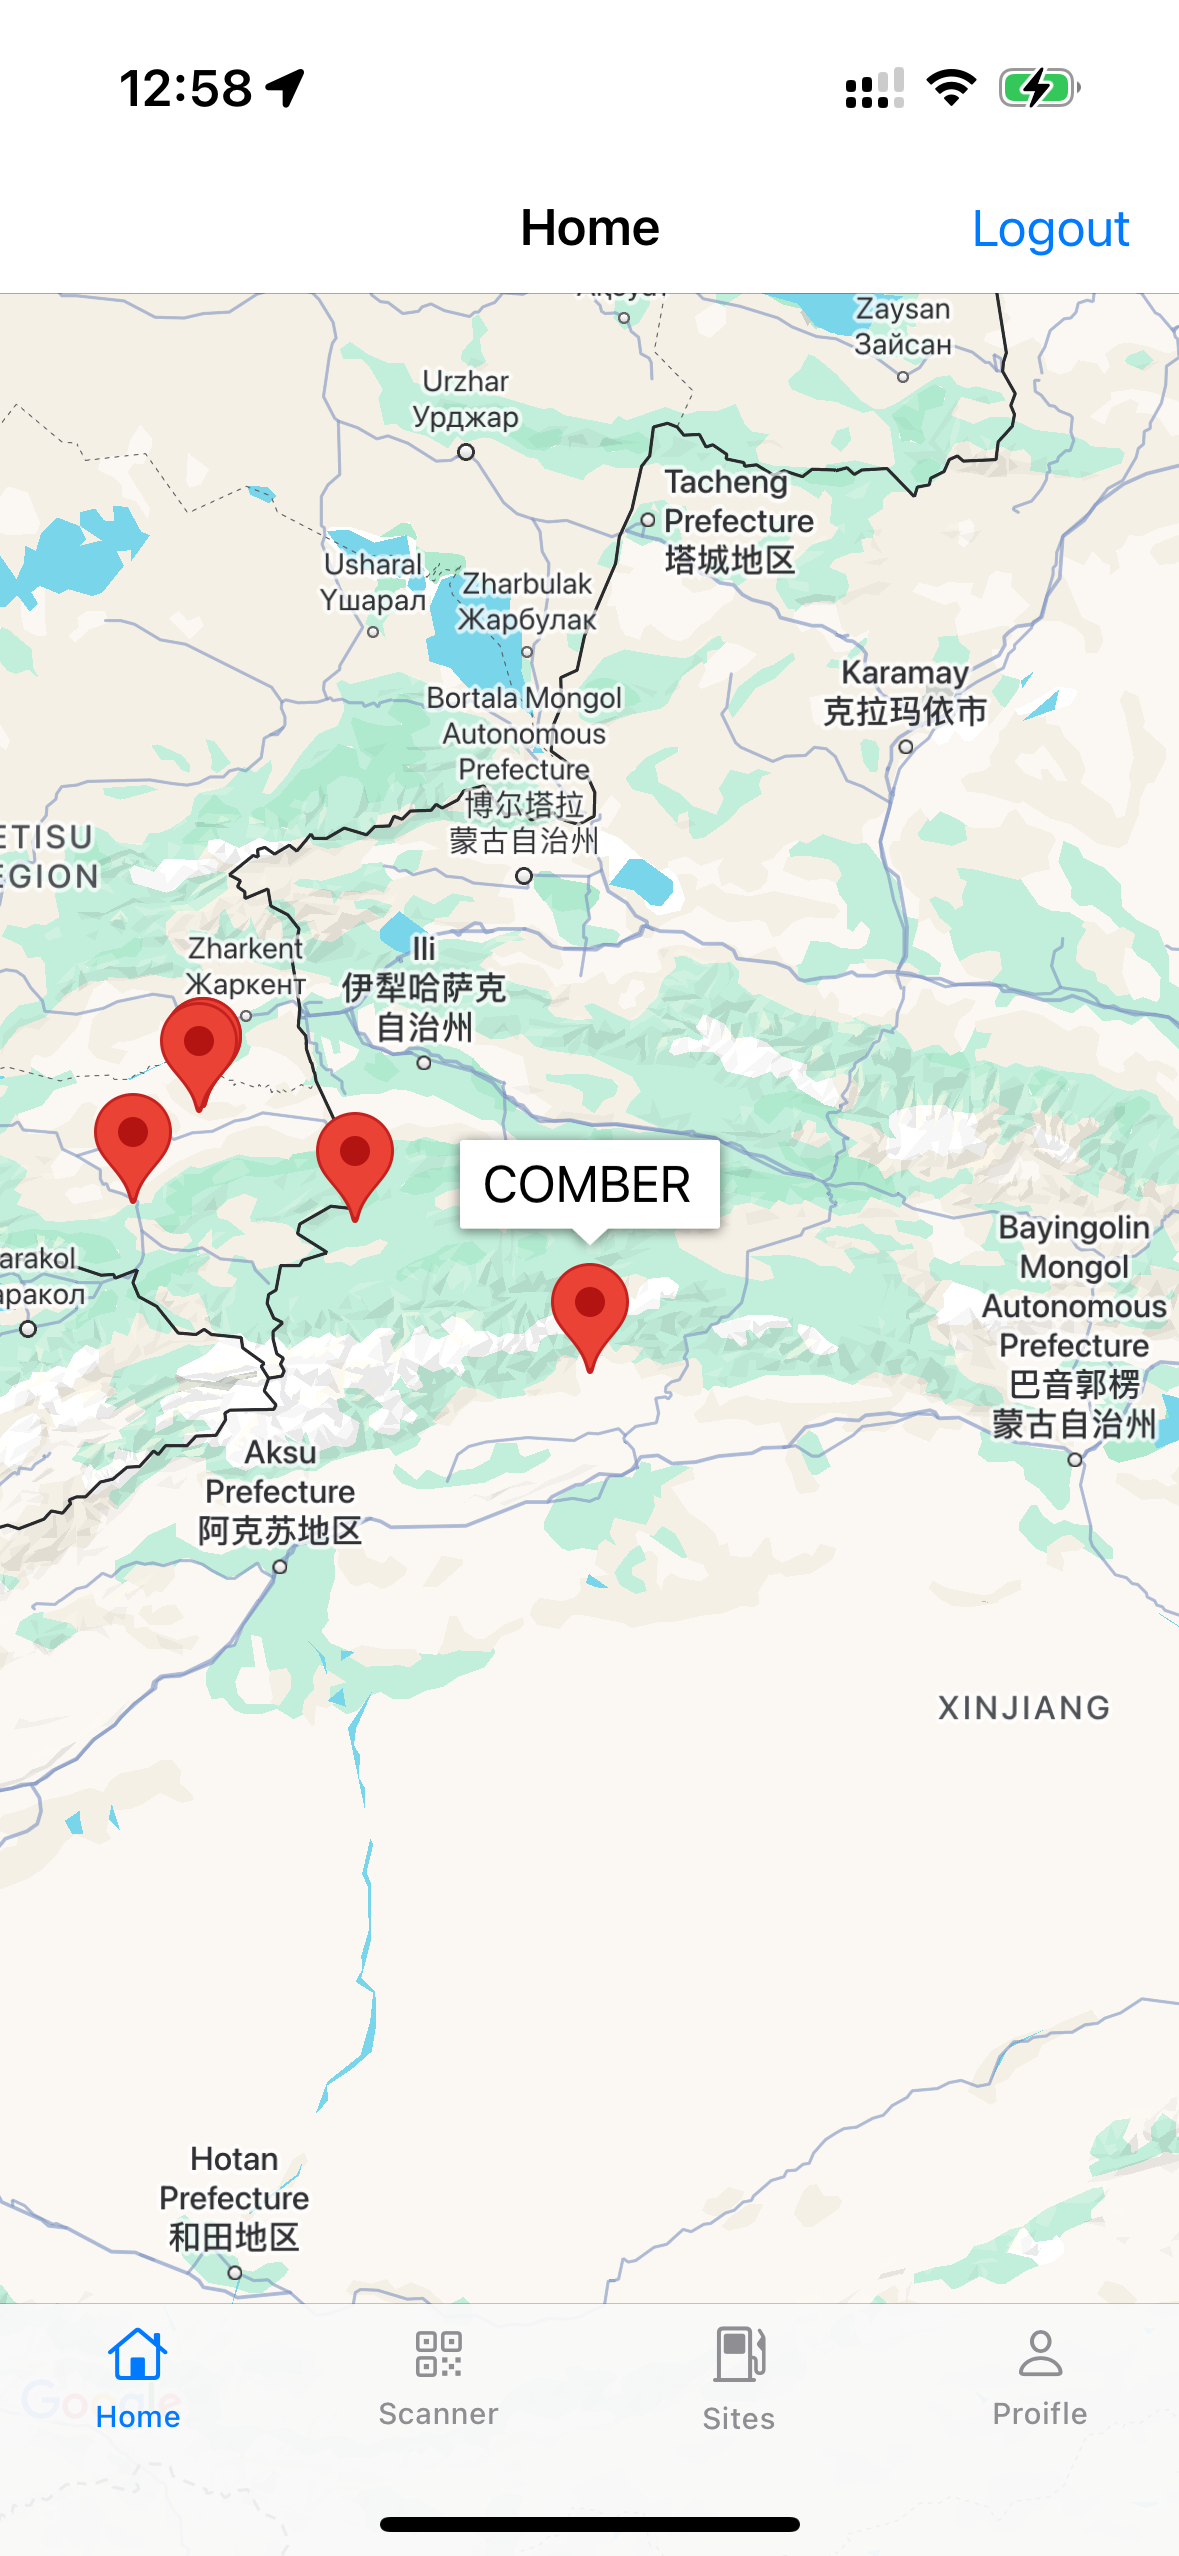 12:58
Home
Logout
Zaysan
Зайсан
Urzhar
Урджар
Tacheng
Prefecture
塔城地区
Usharal
Үшарал
Zharbulak
Жарбулак
Karamay
克拉玛依市
Bortala Mongol
Autonomous
Prefecture
博尔塔拉
蒙古自治州
ETISU
EGION
Zharkent
Жаркент
Ili
伊犁哈萨克
自治州
COMBER
Bayingolin
Mongol
Autonomous
Prefecture
巴音郭楞
蒙古自治州
arakol
аракол
Aksu
Prefecture
阿克苏地区
XINJIANG
Hotan
Prefecture
和田地区
Google
Home
Scanner
Sites
Proifle